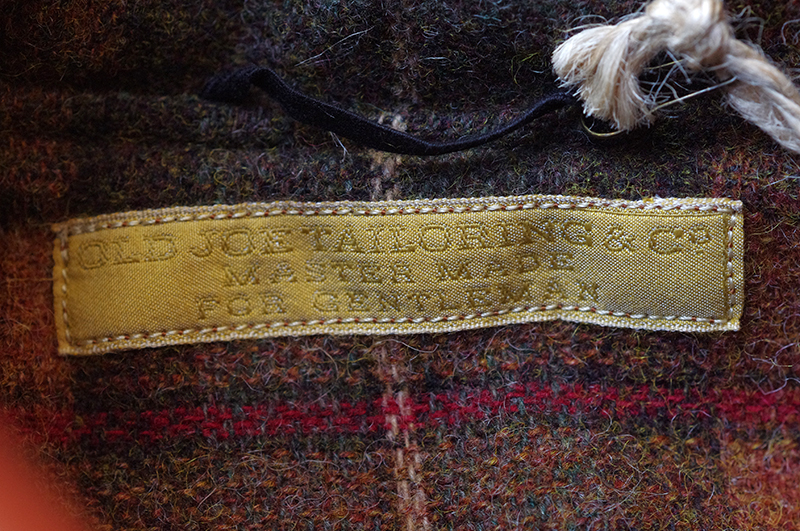 OLD JOE TAILORING & Cº
MASTER MADE
FOR GENTLEMAN